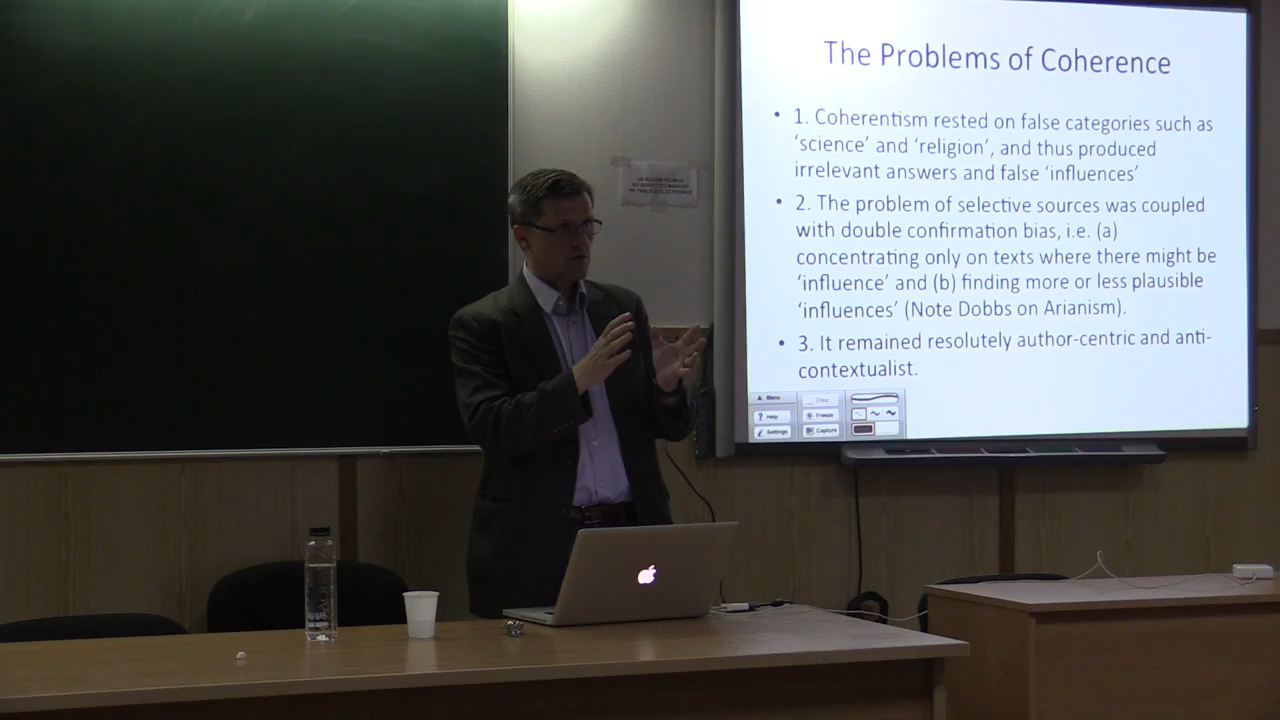 The Problems of Coherence
• 1. Coherentism rested on false categories such as
'science' and 'religion', and thus produced
irrelevant answers and false 'influences'
• 2. The problem of selective sources was coupled
with double confirmation bias, i.e. (a)
concentrating only on texts where there might be
'influence' and (b) finding more or less plausible
'influences' (Note Dobbs on Arianism).
• 3. It remained resolutely author-centric and anti-
contextualist.
Menu
Clear
? Help
Freeze
Settings
Capture